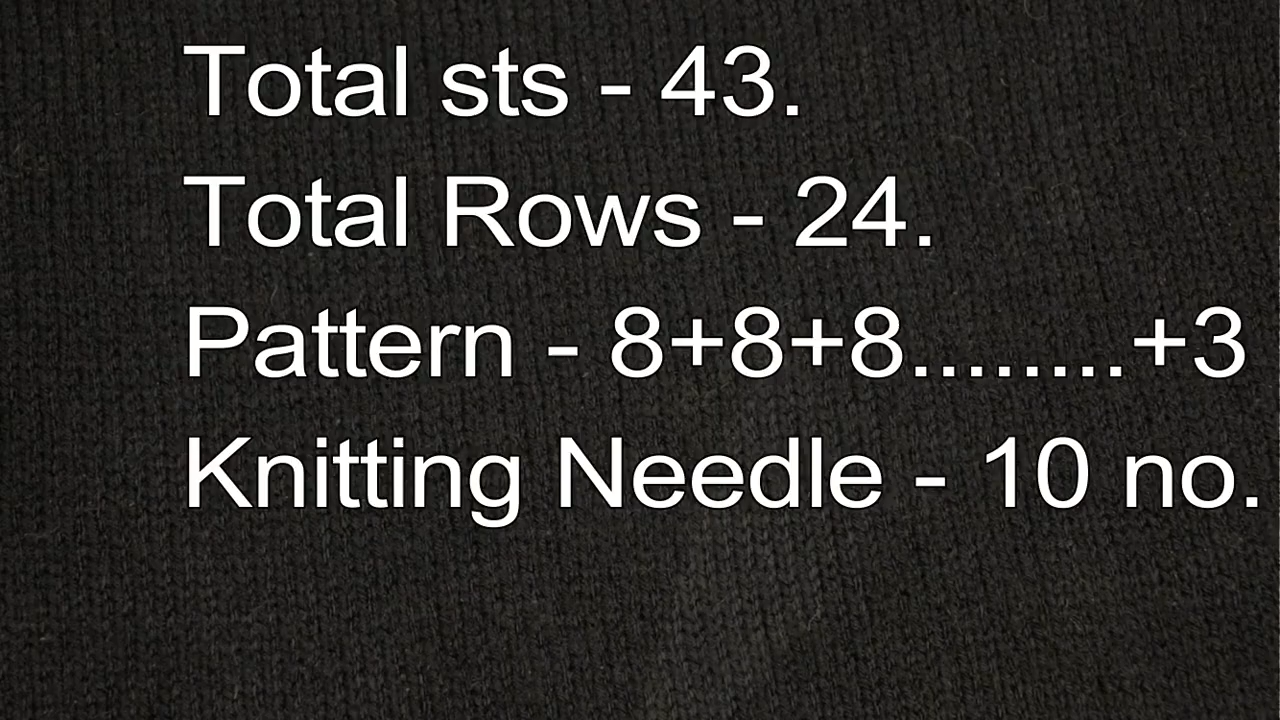 Total sts - 43.
Total Rows - 24.
Pattern - 8+8+8........+3
Knitting Needle - 10 no.